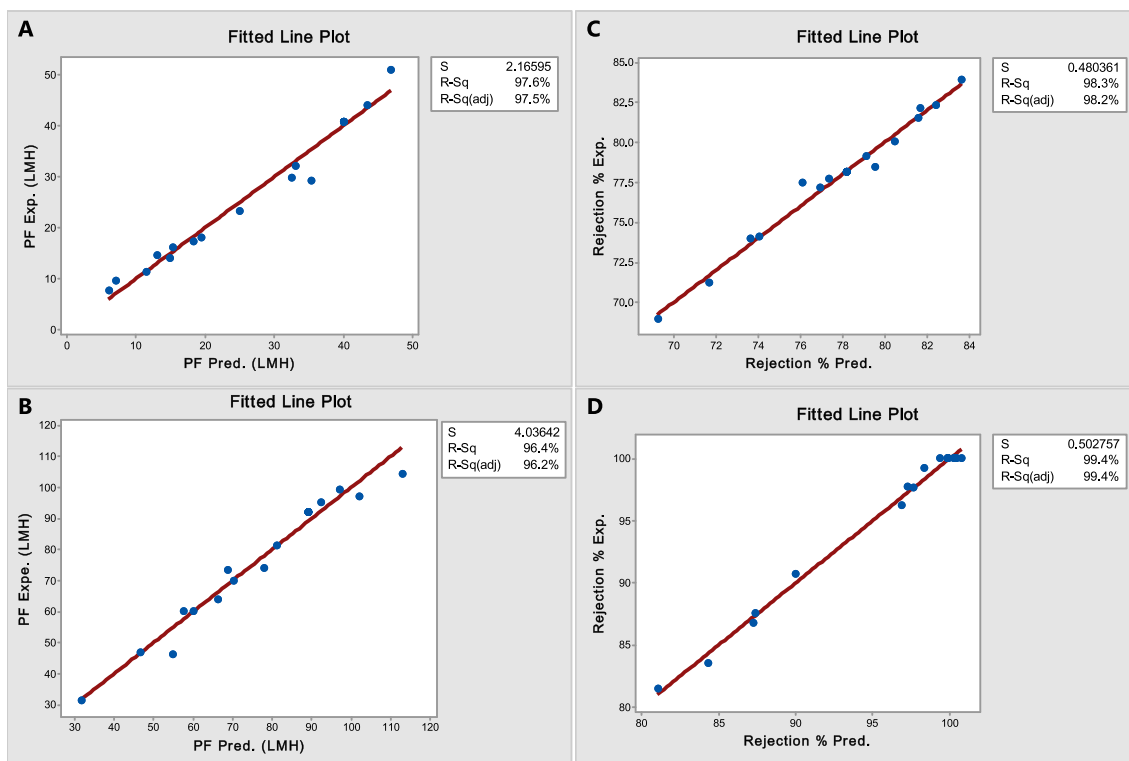 A
Fitted Line Plot
S 2.16595
R-Sq 97.6%
R-Sq(adj) 97.5%
PF Exp. (LMH)
50
40
30
20
10
0
0 10 20 30 40 50
PF Pred. (LMH)
C
Fitted Line Plot
S 0.480361
R-Sq 98.3%
R-Sq(adj) 98.2%
Rejection % Exp.
85.0
82.5
80.0
77.5
75.0
72.5
70.0
70 72 74 76 78 80 82 84
Rejection % Pred.
B
Fitted Line Plot
S 4.03642
R-Sq 96.4%
R-Sq(adj) 96.2%
PF Expe. (LMH)
120
110
100
90
80
70
60
50
40
30
30 40 50 60 70 80 90 100 110 120
PF Pred. (LMH)
D
Fitted Line Plot
S 0.502757
R-Sq 99.4%
R-Sq(adj) 99.4%
Rejection % Exp.
100
95
90
85
80
80 85 90 95 100
Rejection % Pred.